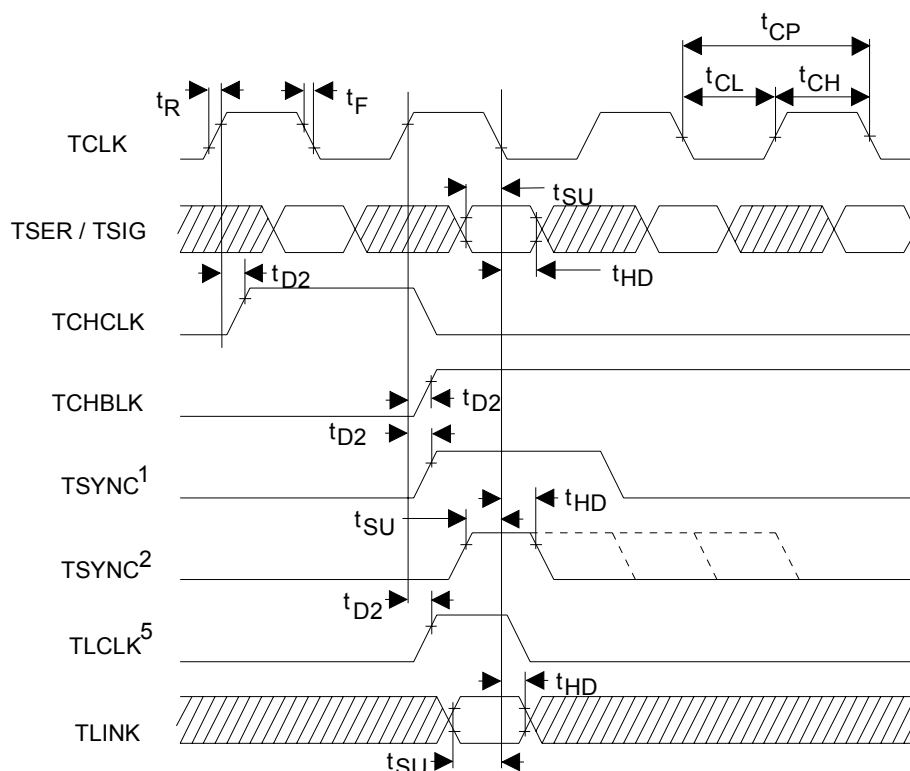 tCP
tCL tCH
tR tF
TCLK
tSU
TSER / TSIG
tD2 tHD
TCHCLK
TCHBLK
tD2
tD2
TSYNC1
tHD
tSU
TSYNC2
tD2
TLCLK5
tHD
TLINK
tSU